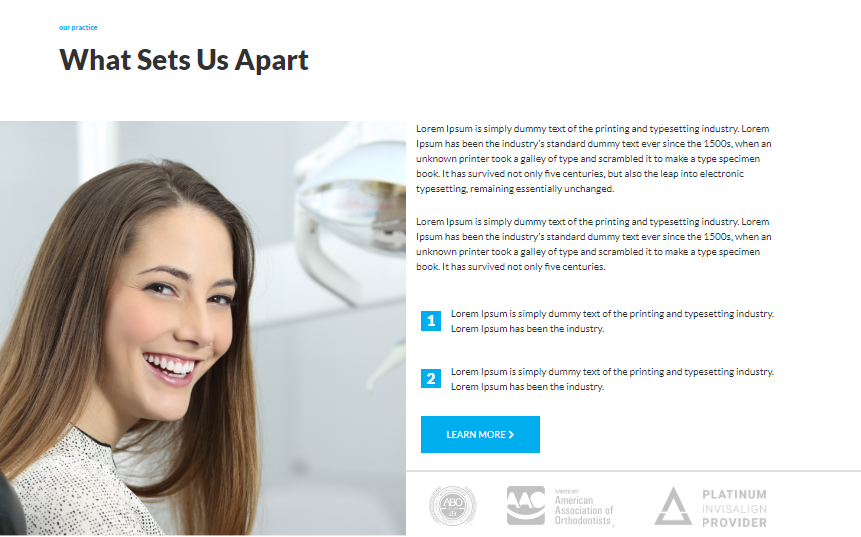 our practice
What Sets Us Apart
Lorem Ipsum is simply dummy text of the printing and typesetting industry. Lorem
Ipsum has been the industry's standard dummy text ever since the 1500s, when an
unknown printer took a galley of type and scrambled it to make a type specimen
book. It has survived not only five centuries, but also the leap into electronic
typesetting, remaining essentially unchanged.
Lorem Ipsum is simply dummy text of the printing and typesetting industry. Lorem
Ipsum has been the industry's standard dummy text ever since the 1500s, when an
unknown printer took a galley of type and scrambled it to make a type specimen
book. It has survived not only five centuries.
1 Lorem Ipsum is simply dummy text of the printing and typesetting industry.
Lorem Ipsum has been the industry.
2 Lorem Ipsum is simply dummy text of the printing and typesetting industry.
Lorem Ipsum has been the industry.
LEARN MORE
ABO
AAO
Member
American
Association of
Orthodontists
PLATINUM
INVISALIGN
PROVIDER